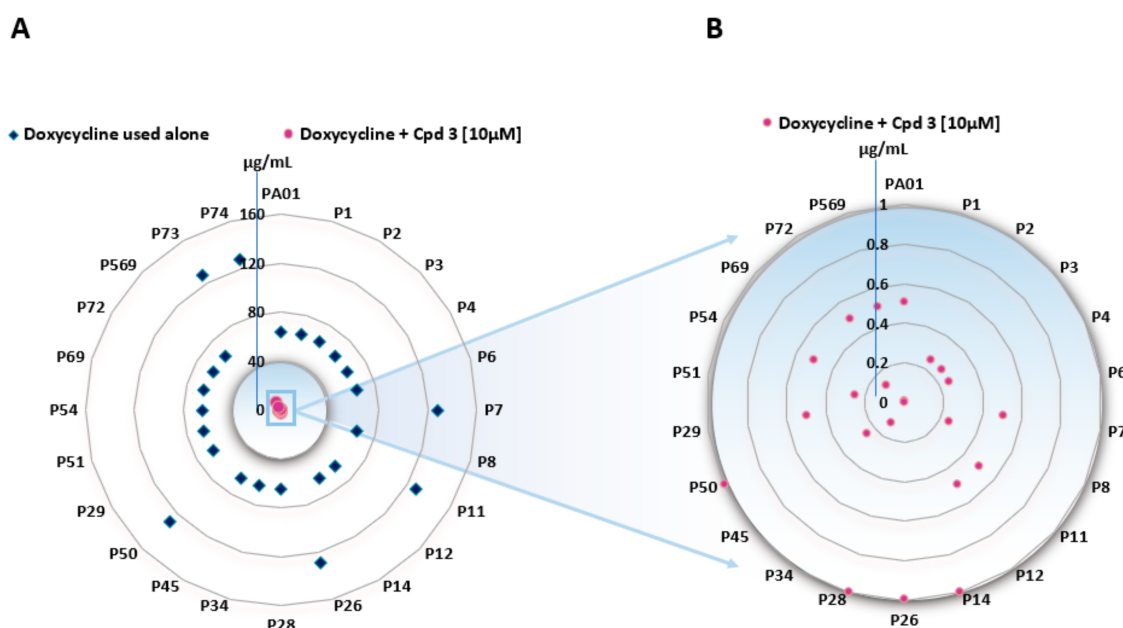 A
B
Doxycycline used alone
Doxycycline + Cpd 3 [10µM]
µg/mL
PA01
P1
P2
P3
P4
P6
P7
P8
P11
P12
P14
P26
P28
P34
P45
P50
P29
P51
P54
P69
P72
P569
P73
P74
160
120
80
40
0
Doxycycline + Cpd 3 [10µM]
µg/mL
PA01
P1
P2
P3
P4
P6
P7
P8
P11
P12
P14
P26
P28
P34
P45
P50
P29
P51
P54
P69
P72
P569
1
0.8
0.6
0.4
0.2
0